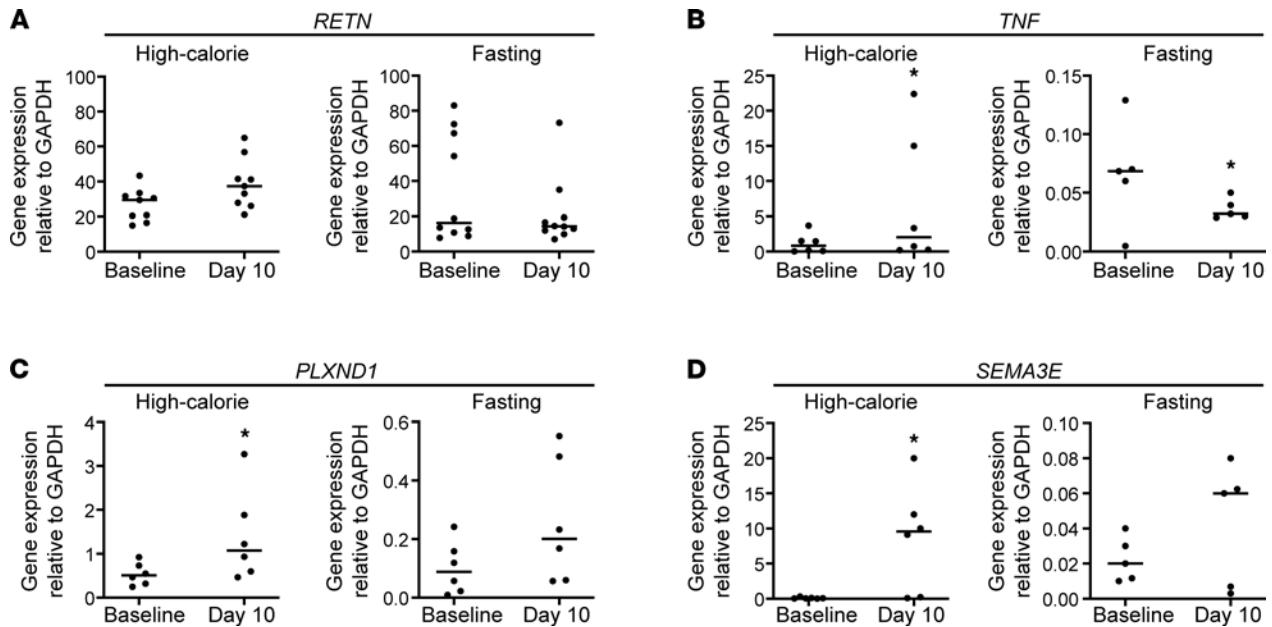 A
RETN
High-calorie
Fasting
Gene expression
relative to GAPDH
100
80
60
40
20
0
Baseline
Day 10
Gene expression
relative to GAPDH
100
80
60
40
20
0
Baseline
Day 10
B
TNF
High-calorie
Fasting
Gene expression
relative to GAPDH
25
20
15
10
5
0
*
Baseline
Day 10
Gene expression
relative to GAPDH
0.15
0.10
0.05
0.00
*
Baseline
Day 10
C
PLXND1
High-calorie
Fasting
Gene expression
relative to GAPDH
4
3
2
1
0
*
Baseline
Day 10
Gene expression
relative to GAPDH
0.6
0.4
0.2
0.0
Baseline
Day 10
D
SEMA3E
High-calorie
Fasting
Gene expression
relative to GAPDH
25
20
15
10
5
0
*
Baseline
Day 10
Gene expression
relative to GAPDH
0.10
0.08
0.06
0.04
0.02
0.00
Baseline
Day 10